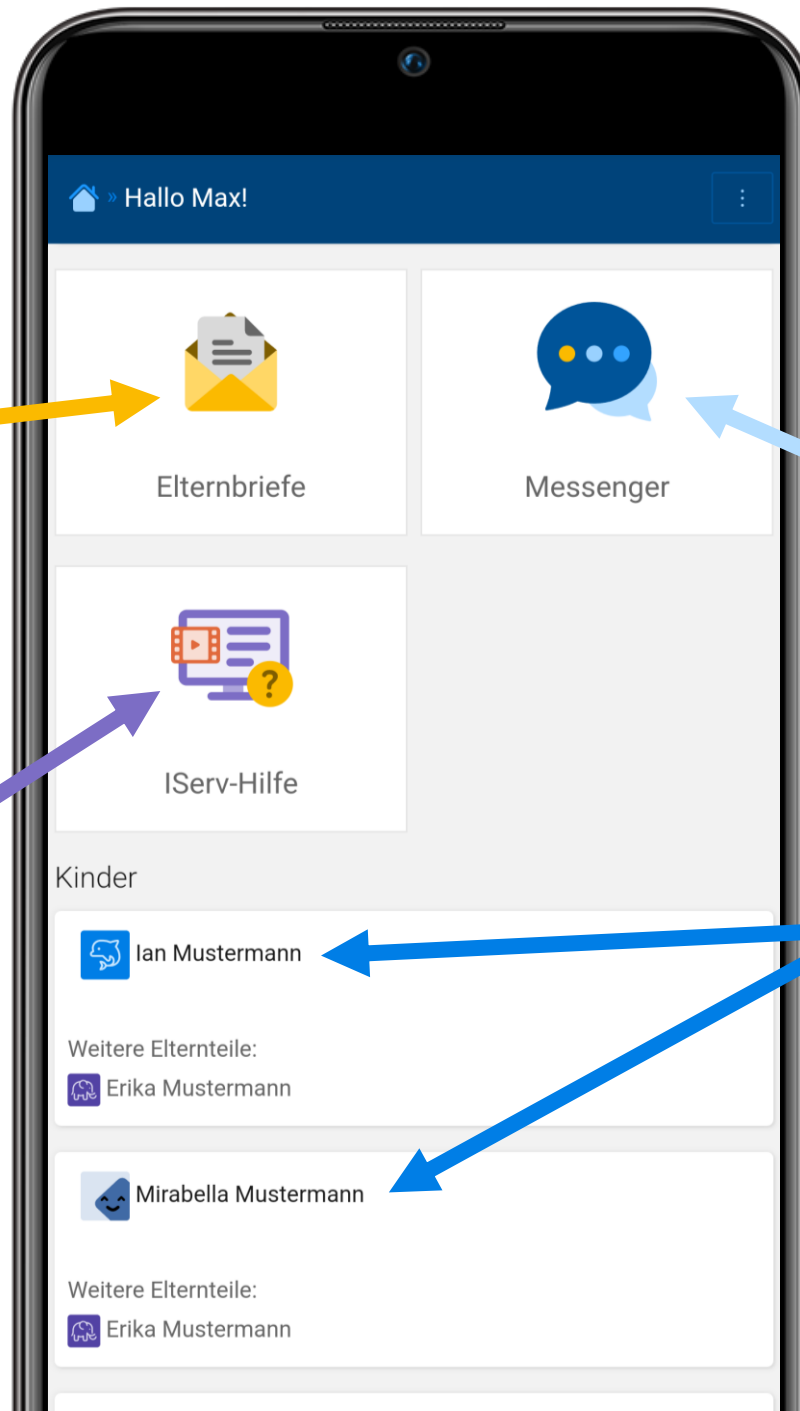 » Hallo Max!
Elternbriefe
Messenger
?
IServ-Hilfe
Kinder
Ian Mustermann
Weitere Elternteile:
Erika Mustermann
Mirabella Mustermann
Weitere Elternteile:
Erika Mustermann